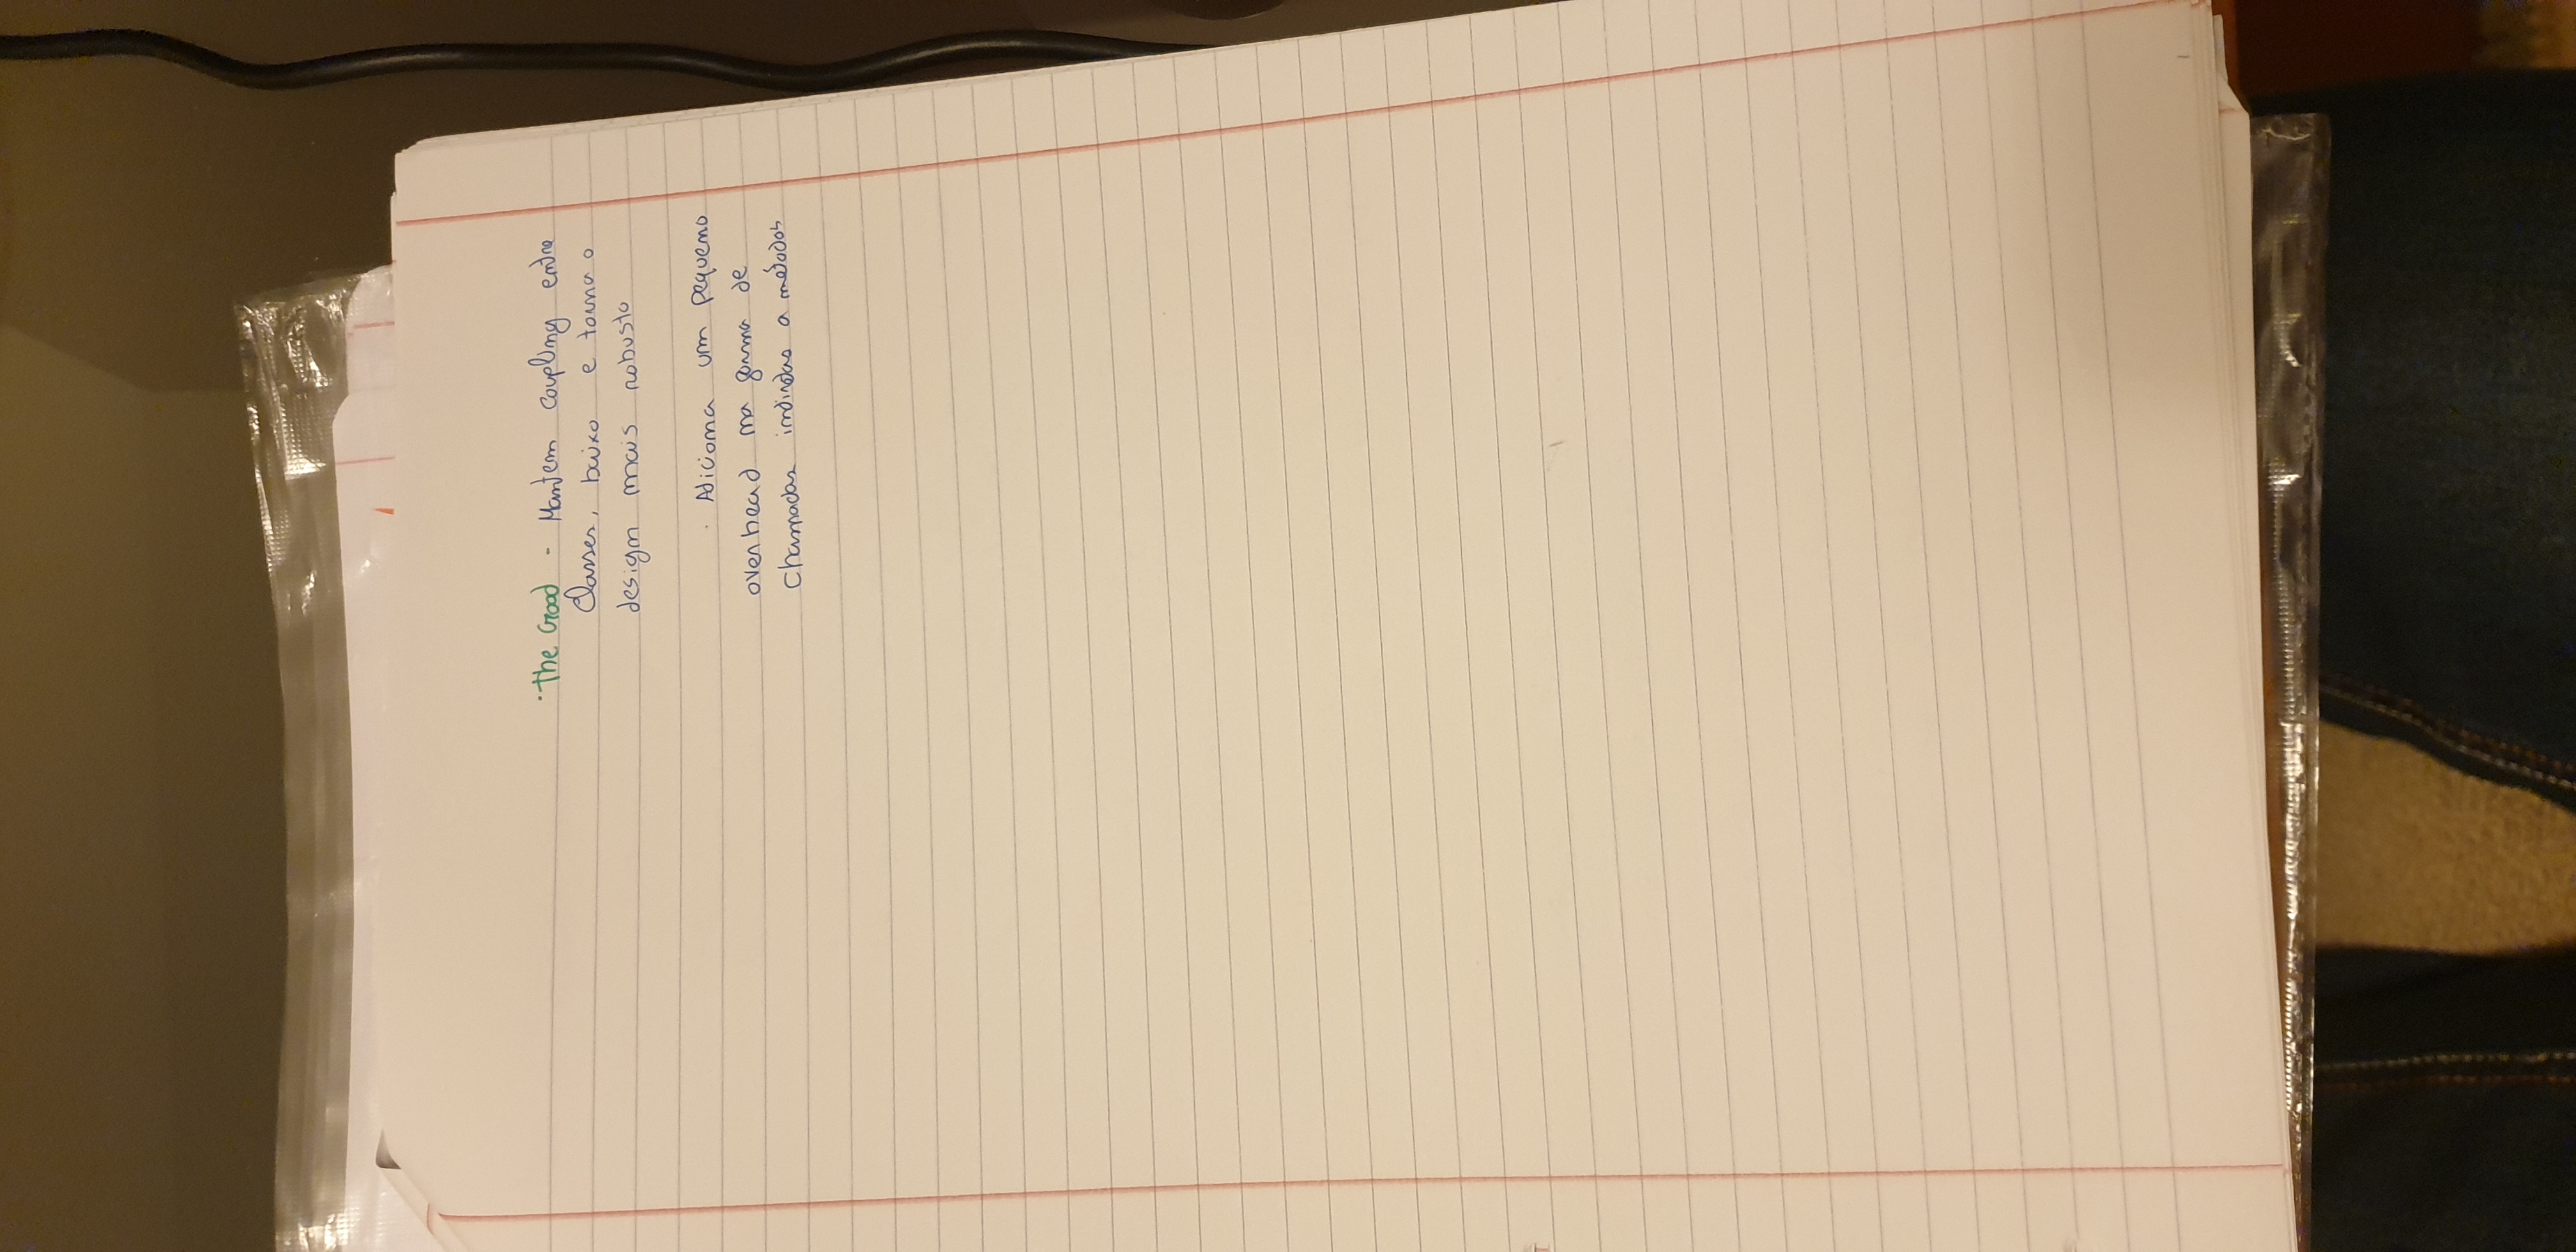 ·The Good - Mantem coupling entre
Classes, baixo e torna o
design mais robusto
· Adiciona um pequeno
overhead na forma de
chamadas indiretas a métodos